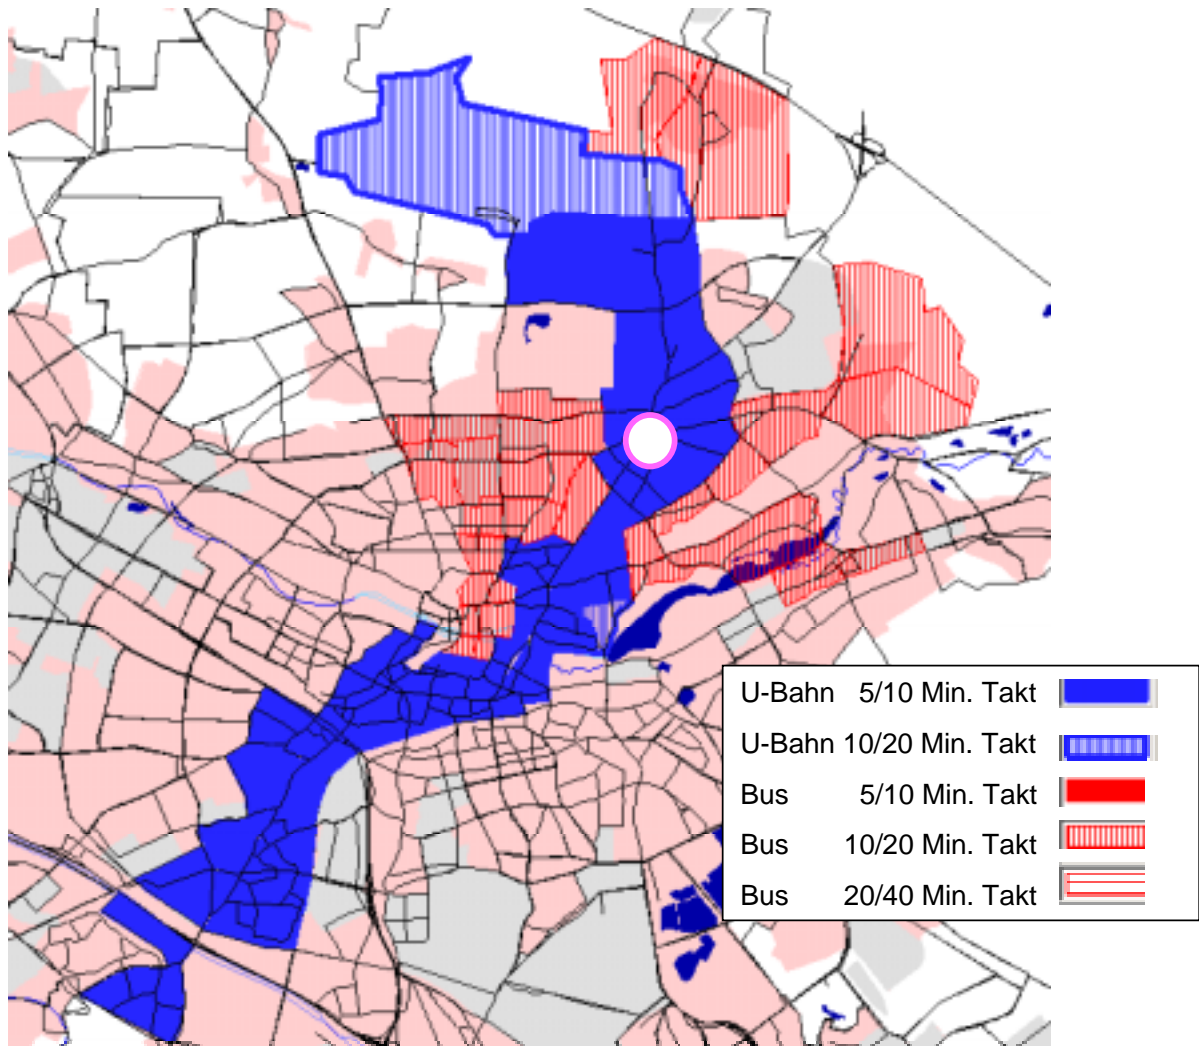 U-Bahn 5/10 Min. Takt
U-Bahn 10/20 Min. Takt
Bus 5/10 Min. Takt
Bus 10/20 Min. Takt
Bus 20/40 Min. Takt